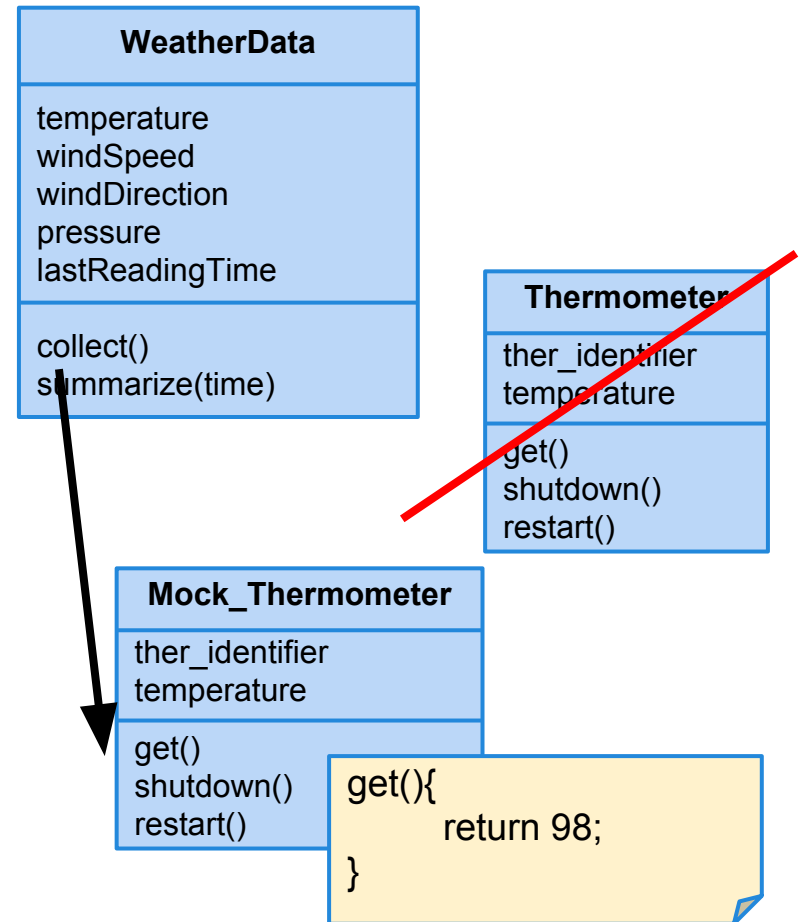 WeatherData
temperature
windSpeed
windDirection
pressure
lastReadingTime
collect()
summarize(time)
Thermometer
ther_identifier
temperature
get()
shutdown()
restart()
Mock_Thermometer
ther_identifier
temperature
get()
shutdown()
restart()
get(){
return 98;
}